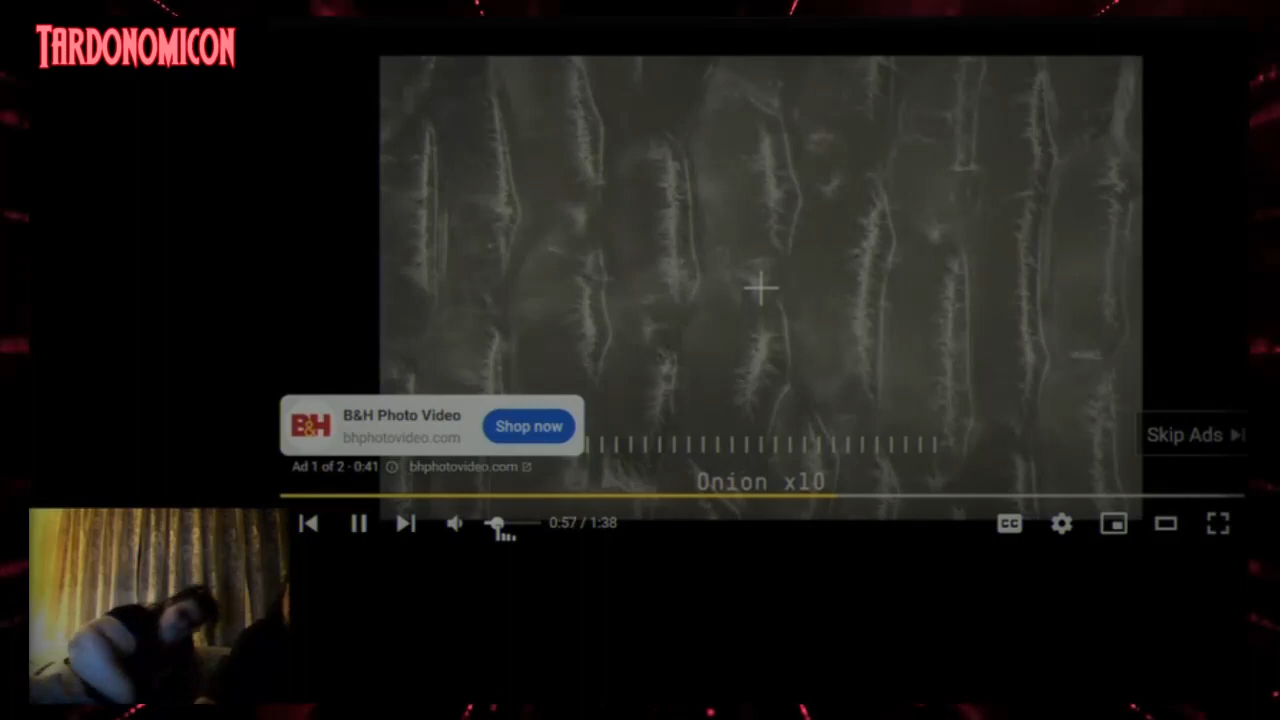 TARDONOMICON
B&H
B&H Photo Video
bhphotovideo.com
Shop now
Skip Ads
Ad 1 of 2 · 0:41
bhphotovideo.com
Onion x10
0:57 / 1:38
CC